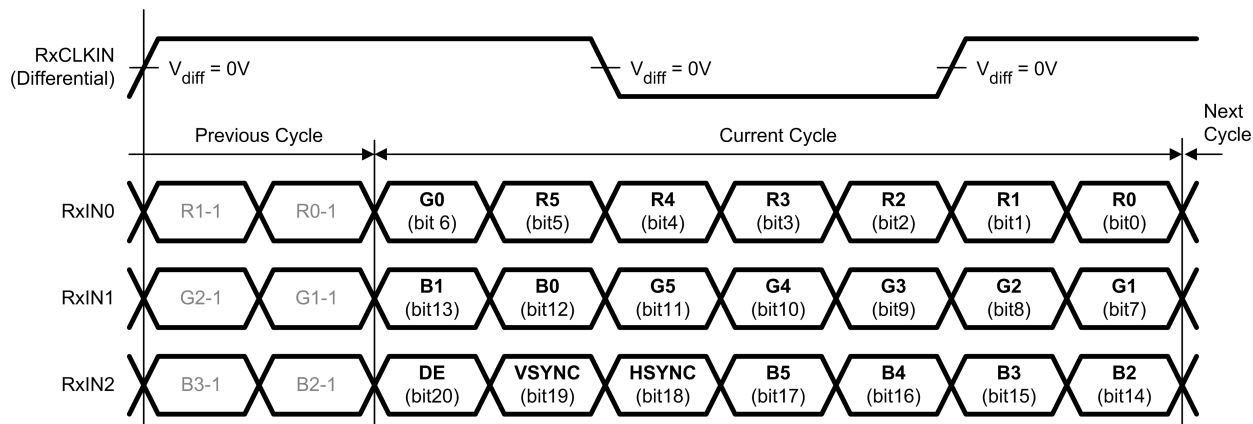 RxCLKIN
(Differential)
Vdiff = 0V
Vdiff = 0V
Vdiff = 0V
Previous Cycle
Current Cycle
Next
Cycle
RxIN0
R1-1
R0-1
G0
(bit 6)
R5
(bit5)
R4
(bit4)
R3
(bit3)
R2
(bit2)
R1
(bit1)
R0
(bit0)
RxIN1
G2-1
G1-1
B1
(bit13)
B0
(bit12)
G5
(bit11)
G4
(bit10)
G3
(bit9)
G2
(bit8)
G1
(bit7)
RxIN2
B3-1
B2-1
DE
(bit20)
VSYNC
(bit19)
HSYNC
(bit18)
B5
(bit17)
B4
(bit16)
B3
(bit15)
B2
(bit14)